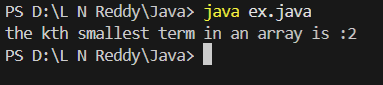 PS D:\L N Reddy\Java> java ex.java
the kth smallest term in an array is :2
PS D:\L N Reddy\Java>